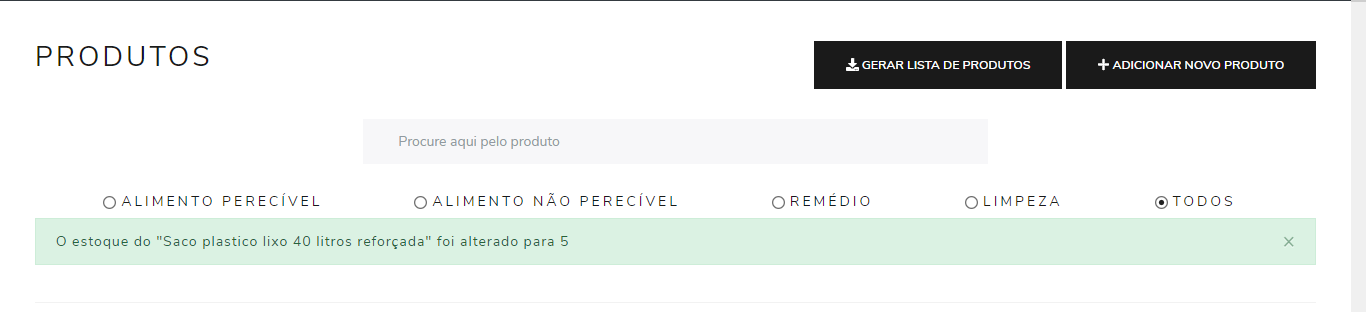 PRODUTOS
GERAR LISTA DE PRODUTOS
ADICIONAR NOVO PRODUTO
Procure aqui pelo produto
ALIMENTO PERECÍVEL
ALIMENTO NÃO PERECÍVEL
REMÉDIO
LIMPEZA
TODOS
O estoque do "Saco plastico lixo 40 litros reforçada" foi alterado para 5